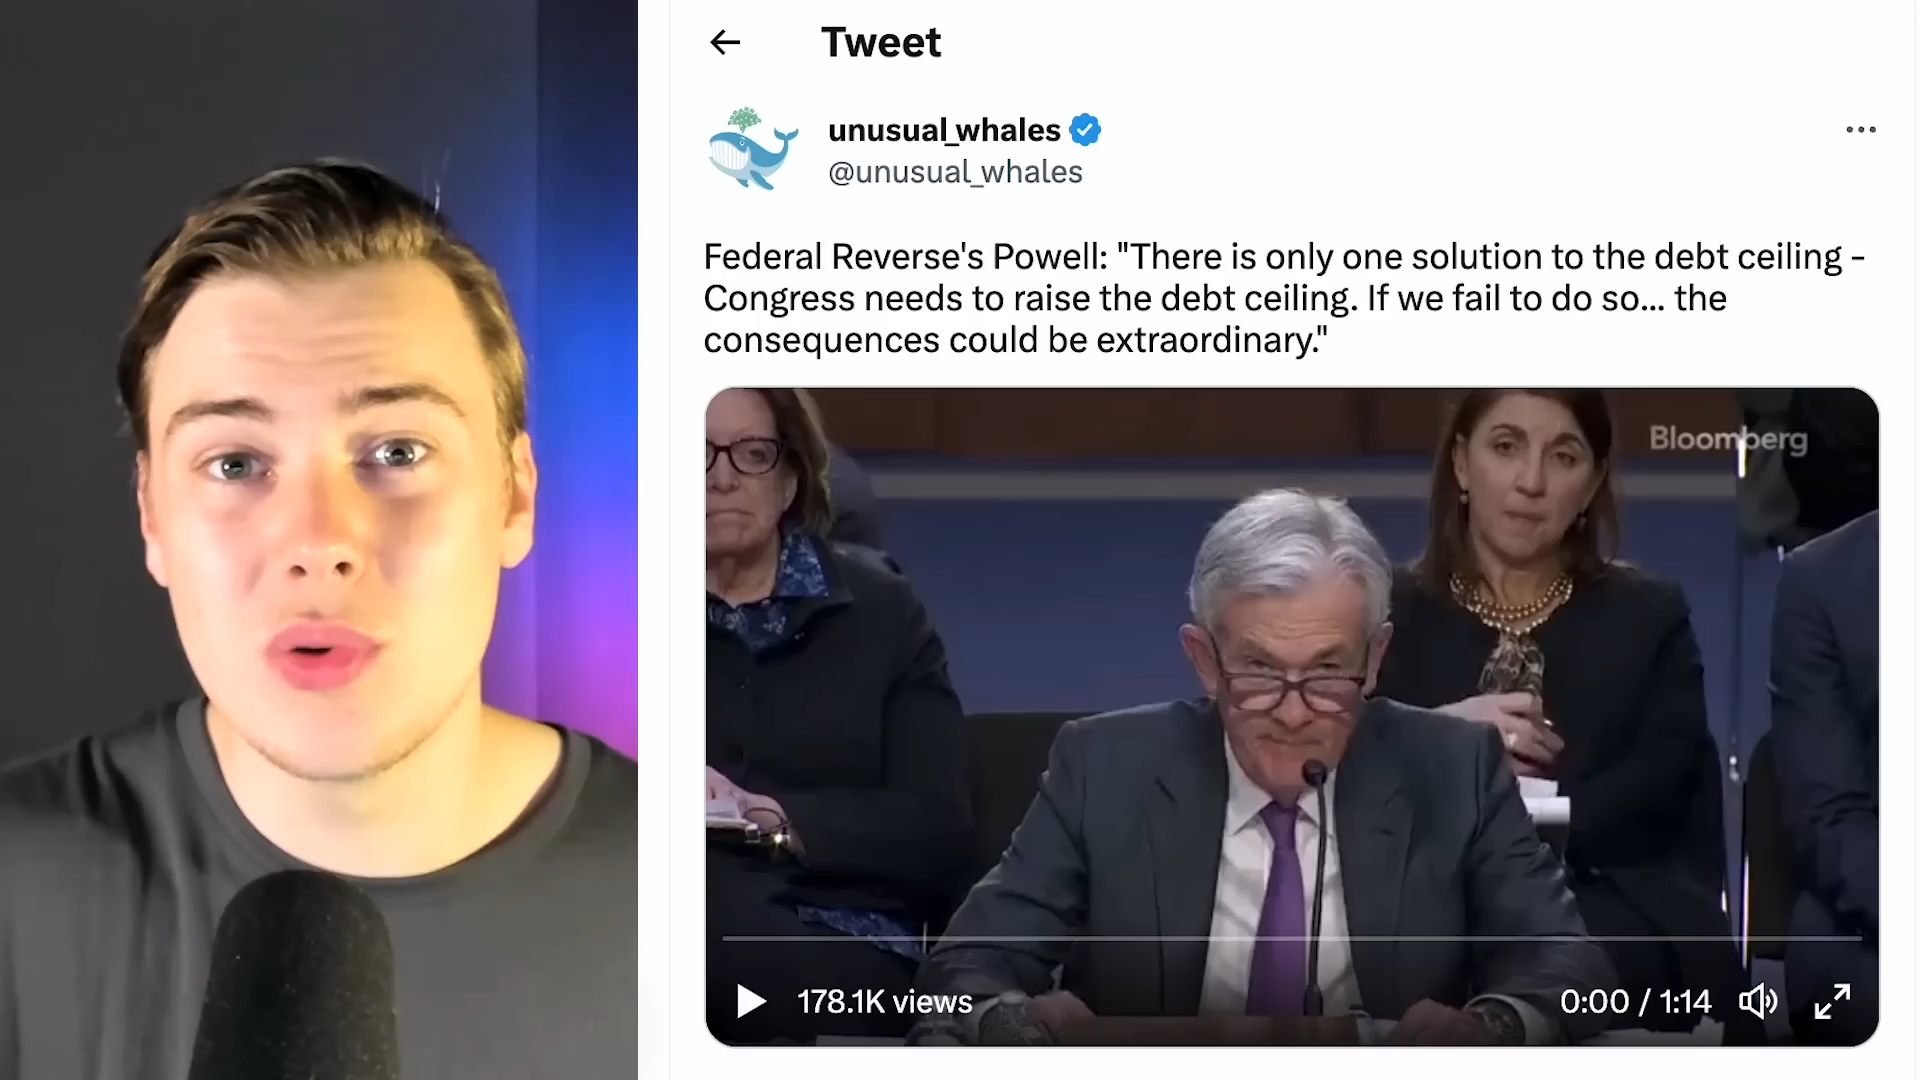 Tweet
unusual_whales
@unusual_whales
Federal Reverse's Powell: "There is only one solution to the debt ceiling -
Congress needs to raise the debt ceiling. If we fail to do so... the
consequences could be extraordinary."
Bloomberg
178.1K views
0:00 / 1:14